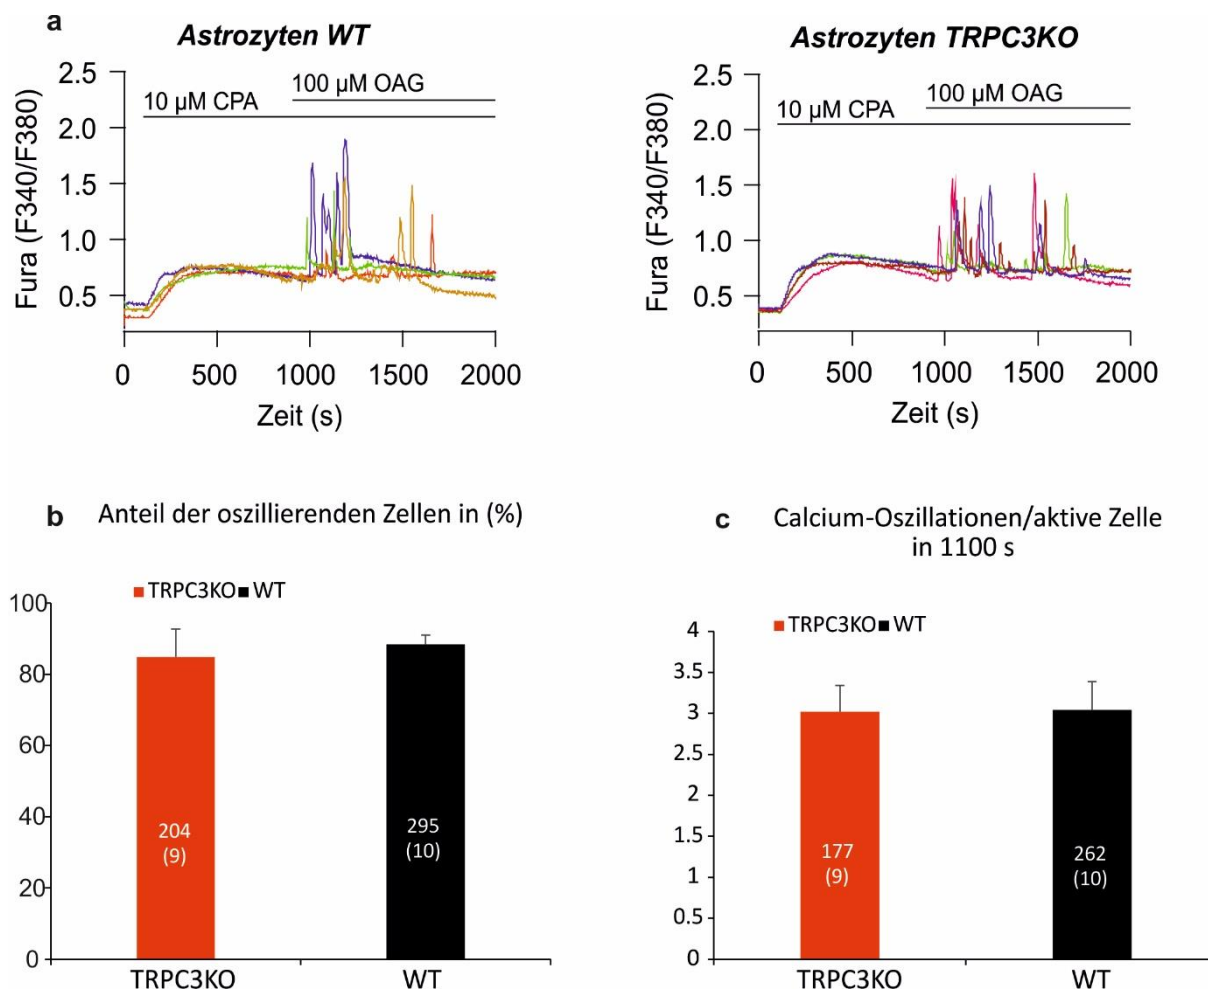 a
Astrozyten WT
Fura (F340/F380)
2.5
2.0
1.5
1.0
0.5
100 µM OAG
10 µM CPA
0 500 1000 1500 2000
Zeit (s)
Astrozyten TRPC3KO
Fura (F340/F380)
2.5
2.0
1.5
1.0
0.5
100 µM OAG
10 µM CPA
0 500 1000 1500 2000
Zeit (s)
b Anteil der oszillierenden Zellen in (%)
TRPC3KO WT
100
80
60
40
20
0
204
(9)
295
(10)
TRPC3KO WT
c Calcium-Oszillationen/aktive Zelle
in 1100 s
TRPC3KO WT
4
3.5
3
2.5
2
1.5
1
0.5
0
177
(9)
262
(10)
TRPC3KO WT